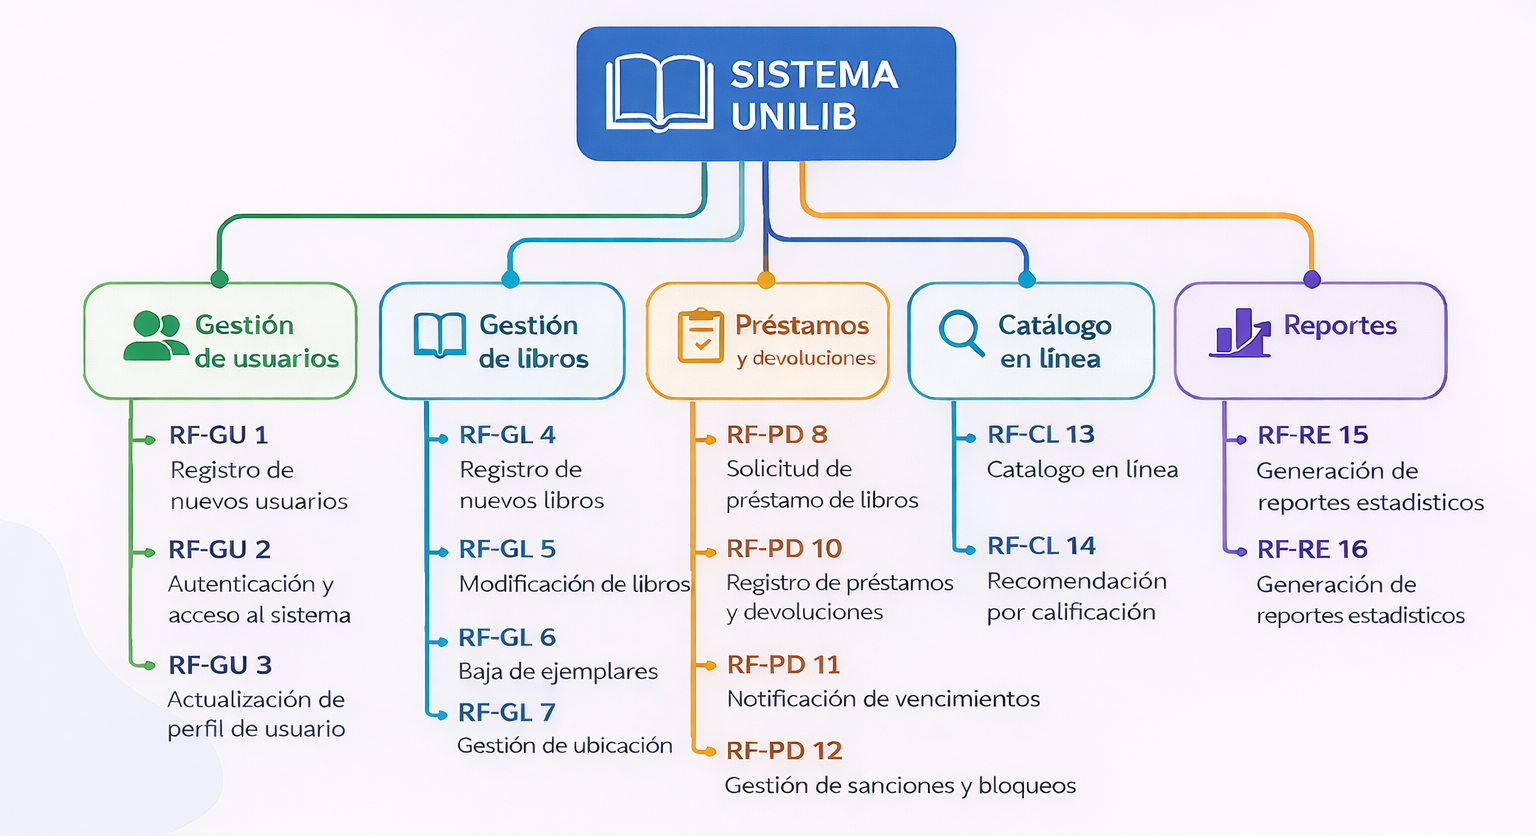 SISTEMA
UNILIB
Gestión
de usuarios
RF-GU 1
Registro de
nuevos usuarios
RF-GU 2
Autenticación y
acceso al sistema
RF-GU 3
Actualización de
perfil de usuario
Gestión
de libros
RF-GL 4
Registro de
nuevos libros
RF-GL 5
Modificación de libros
RF-GL 6
Baja de ejemplares
RF-GL 7
Gestión de ubicación
Préstamos
y devoluciones
RF-PD 8
Solicitud de
préstamo de libros
RF-PD 10
Registro de préstamos
y devoluciones
RF-PD 11
Notificación de vencimientos
RF-PD 12
Gestión de sanciones y bloqueos
Catálogo
en línea
RF-CL 13
Catalogo en línea
RF-CL 14
Recomendación
por calificación
Reportes
RF-RE 15
Generación de
reportes estadisticos
RF-RE 16
Generación de
reportes estadisticos